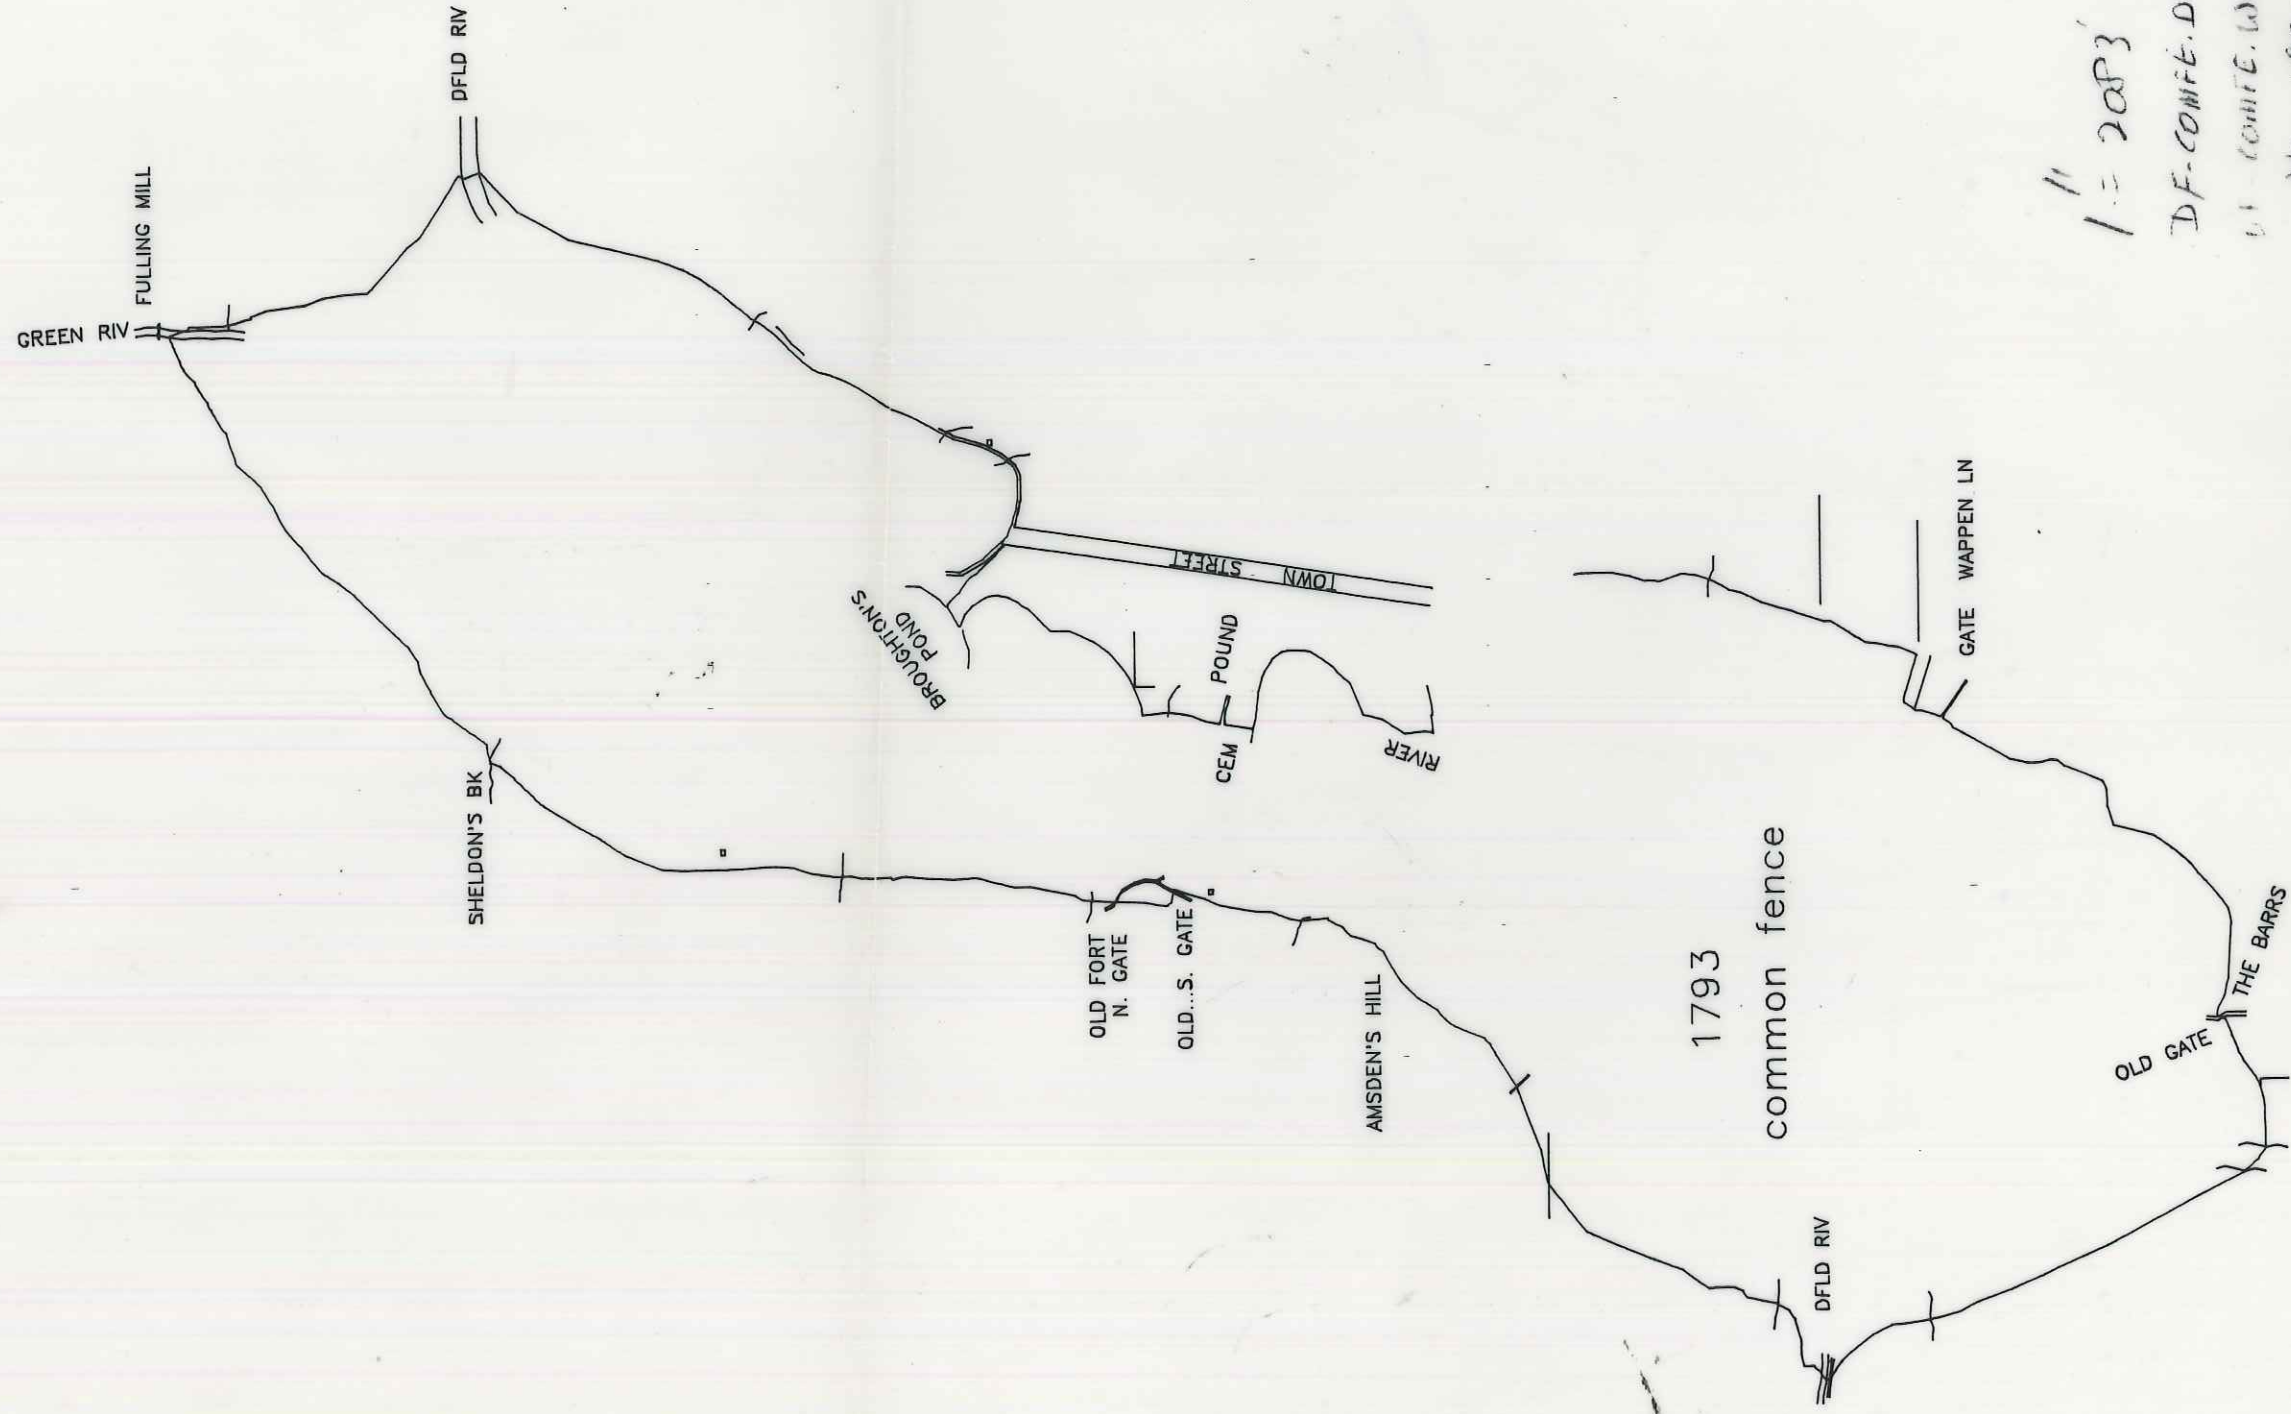 GREEN RIV
FULLING MILL
DFLD RIV
SHELDON'S BK
BROUGHTON'S
POND
TOWN STREET
POUND
CEM
RIVER
OLD FORT
N. GATE
OLD...S. GATE
AMSDEN'S HILL
1793
common fence
DFLD RIV
GATE WAPPEN LN
OLD GATE
THE BARRS
1" = 2083'
DF-COMFE.D